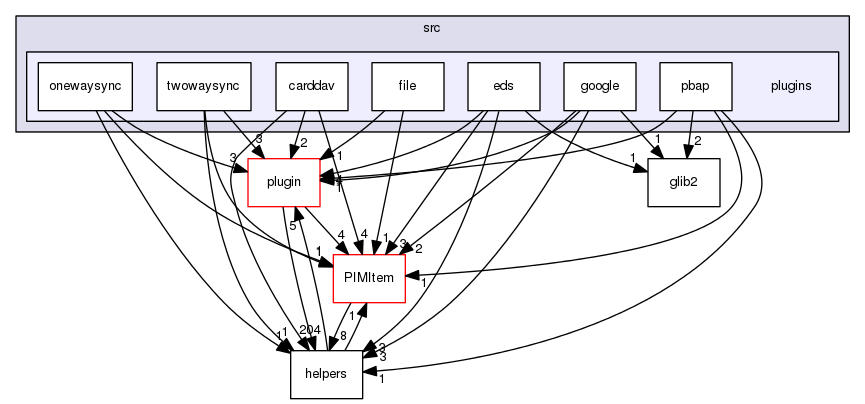 src
onewaysync
twowaysync
carddav
file
eds
google
pbap
plugins
3
3
2
1
1
1
2
1
plugin
glib2
5
4
4
1
3
2
1
1
PIMItem
1
1
204
8
1
3
3
1
helpers